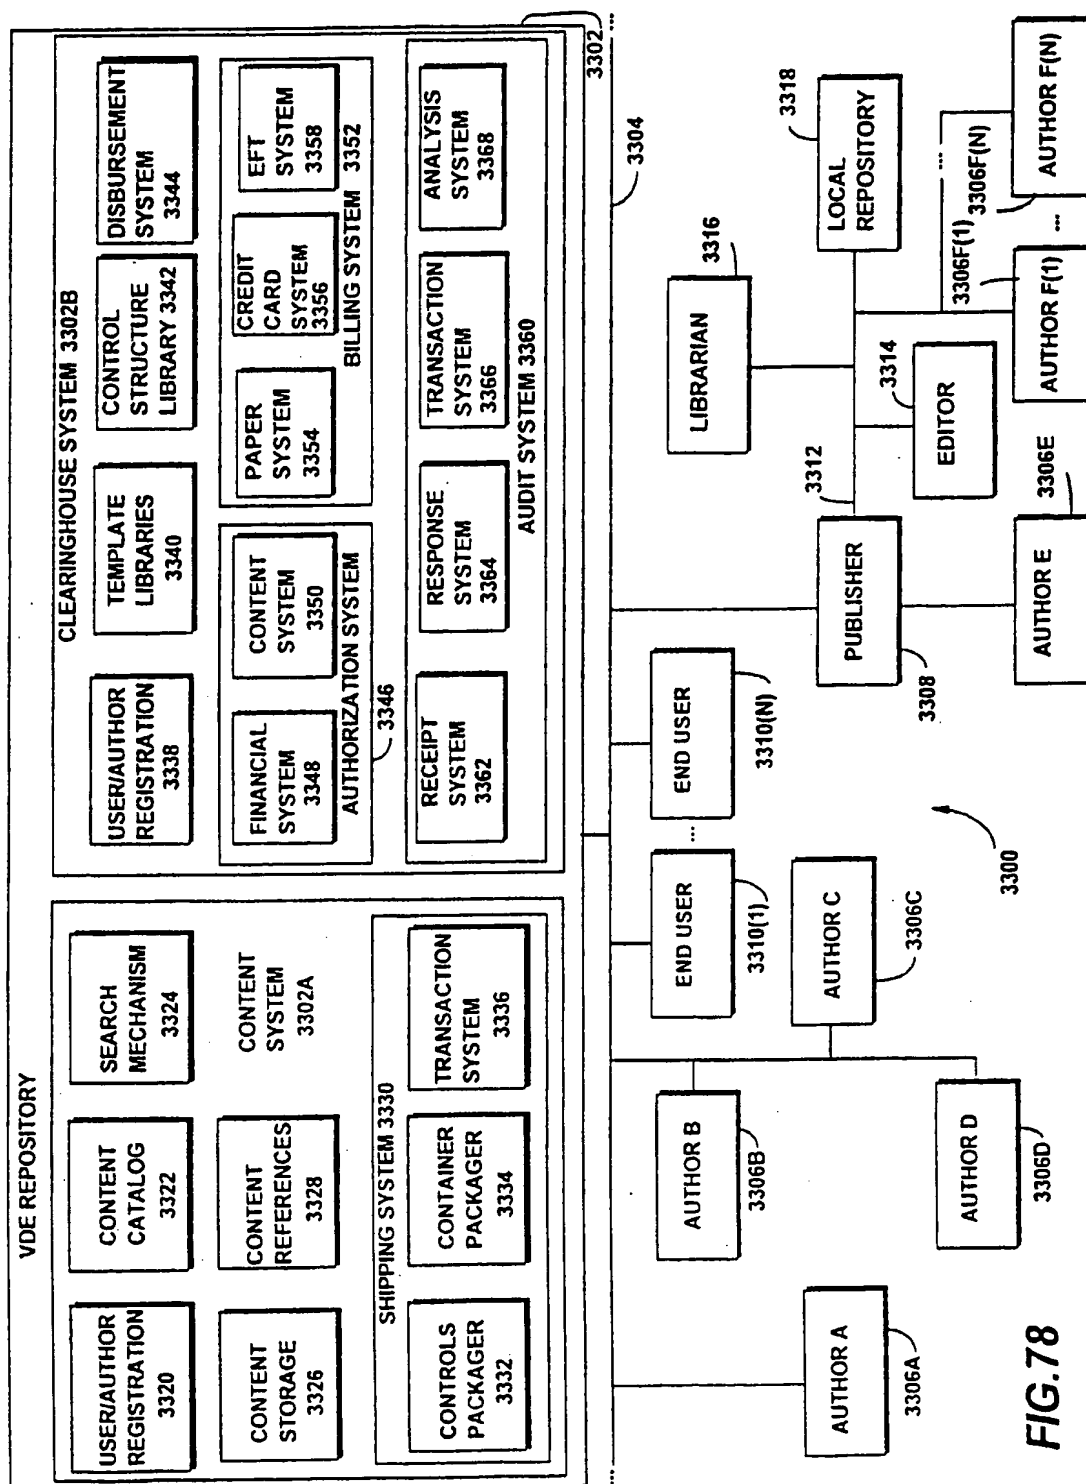 VDE REPOSITORY
USER/AUTHOR
REGISTRATION
3320
CONTENT
CATALOG
3322
SEARCH
MECHANISM
3324
CONTENT
STORAGE
3326
CONTENT
REFERENCES
3328
CONTENT
SYSTEM
3302A
SHIPPING SYSTEM 3330
CONTROLS
PACKAGER
3332
CONTAINER
PACKAGER
3334
TRANSACTION
SYSTEM
3336
CLEARINGHOUSE SYSTEM 3302B
USER/AUTHOR
REGISTRATION
3338
TEMPLATE
LIBRARIES
3340
CONTROL
STRUCTURE
LIBRARY 3342
DISBURSEMENT
SYSTEM
3344
FINANCIAL
SYSTEM
3348
CONTENT
SYSTEM
3350
AUTHORIZATION SYSTEM
3346
PAPER
SYSTEM
3354
CREDIT
CARD
SYSTEM
3356
EFT
SYSTEM
3358
BILLING SYSTEM 3352
RECEIPT
SYSTEM
3362
RESPONSE
SYSTEM
3364
TRANSACTION
SYSTEM
3366
ANALYSIS
SYSTEM
3368
AUDIT SYSTEM 3360
3302
...
...
3304
AUTHOR A
3306A
AUTHOR B
3306B
AUTHOR C
3306C
AUTHOR D
3306D
END USER
3310(1)
...
END USER
3310(N)
PUBLISHER
3308
3312
LIBRARIAN
3316
LOCAL
REPOSITORY
3318
EDITOR
3314
AUTHOR E
3306E
AUTHOR F(1)
3306F(1)
...
...
AUTHOR F(N)
3306F(N)
3300
FIG.78